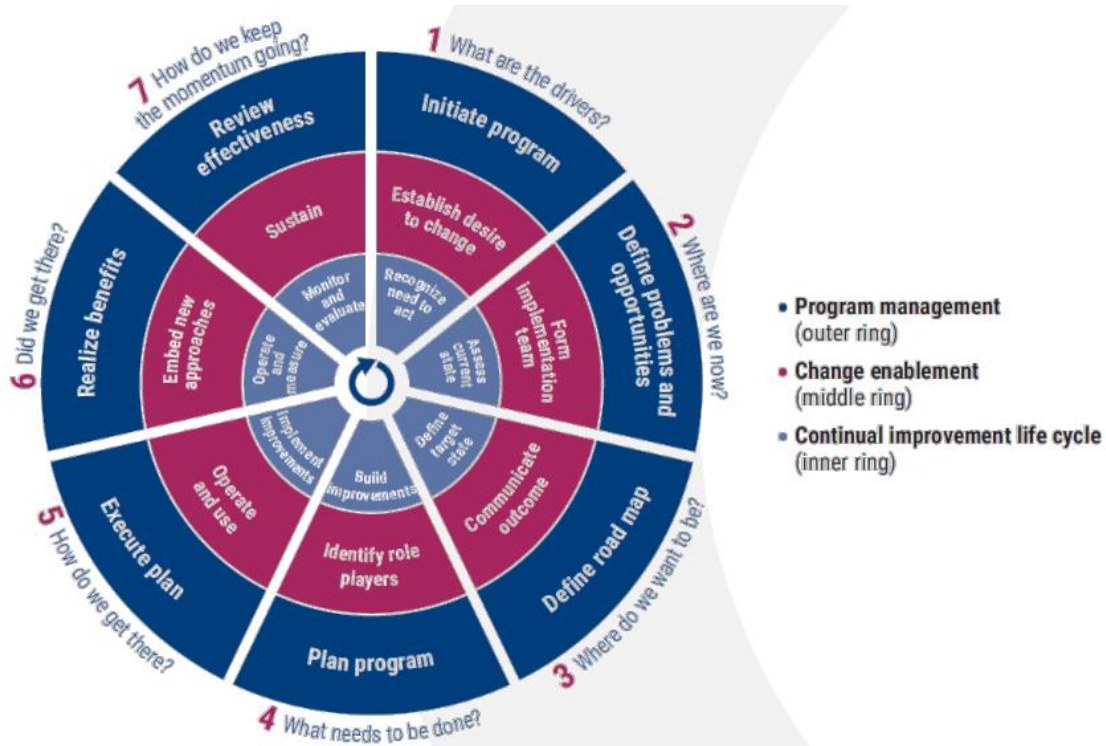 1 What are the drivers?
Initiate program
Establish desire
to change
Recognize
need to
act
2 Where are we now?
Define problems and
opportunities
Form
implementation
team
Assess
current
state
3 Where do we want to be?
Define road map
Communicate
outcome
Define
target
state
4 What needs to be done?
Plan program
Identify role
players
Build
improvements
5 How do we get there?
Execute plan
Operate
and use
Implement
improvements
6 Did we get there?
Realize benefits
Embed new
approaches
Operate
and
measure
7 How do we keep
the momentum going?
Review
effectiveness
Sustain
Monitor
and
evaluate
• Program management
(outer ring)
• Change enablement
(middle ring)
• Continual improvement life cycle
(inner ring)